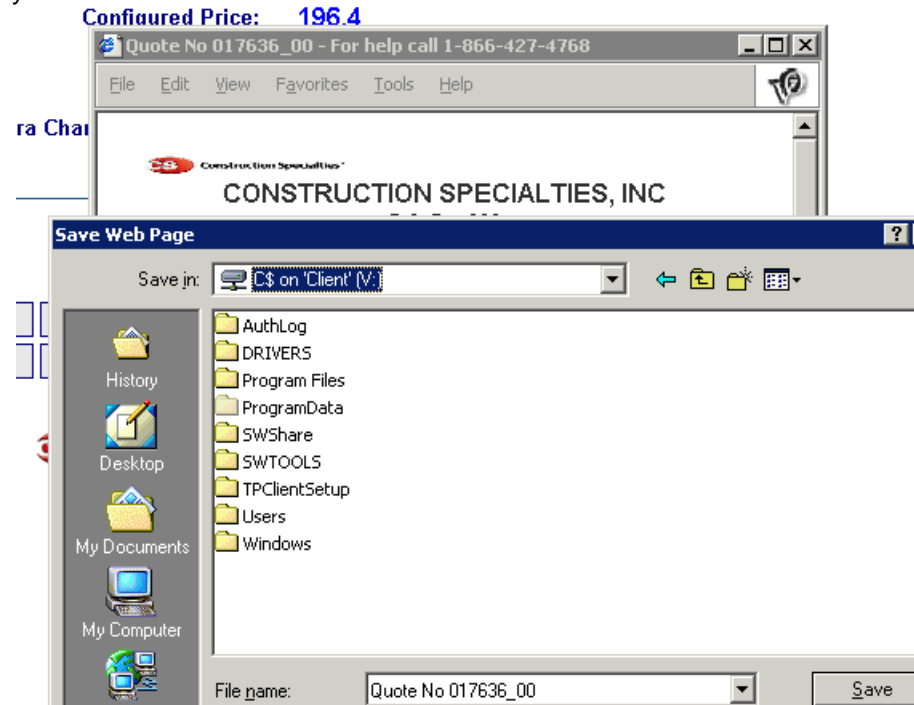 y
Configured Price: 196.4
Quote No 017636_00 - For help call 1-866-427-4768
File Edit View Favorites Tools Help
ra Char
CS Construction Specialties
CONSTRUCTION SPECIALTIES, INC
Save Web Page
Save in: C$ on 'Client' (V:)
AuthLog
DRIVERS
Program Files
ProgramData
SWShare
SWTOOLS
TPClientSetup
Users
Windows
History
Desktop
My Documents
My Computer
File name: Quote No 017636_00 Save